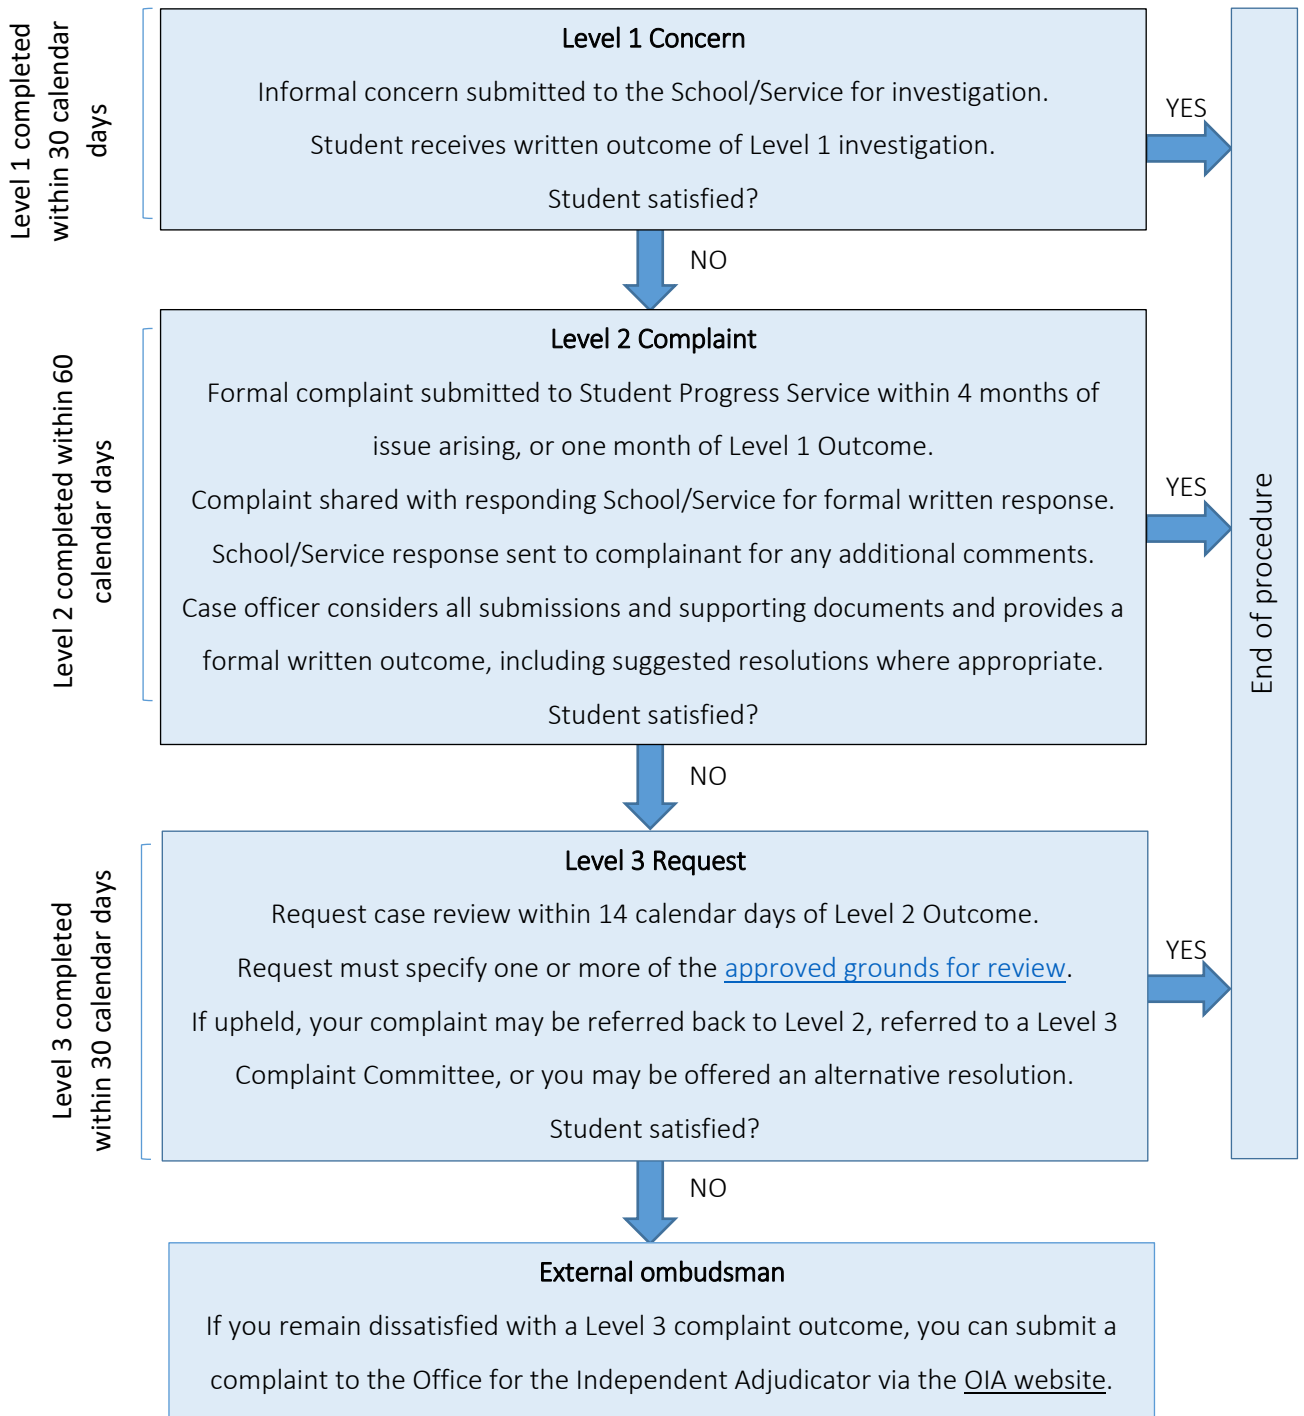 Level 1 completed
within 30 calendar
days
Level 1 Concern
Informal concern submitted to the School/Service for investigation.
Student receives written outcome of Level 1 investigation.
Student satisfied?
YES
NO
Level 2 completed within 60
calendar days
Level 2 Complaint
Formal complaint submitted to Student Progress Service within 4 months of
issue arising, or one month of Level 1 Outcome.
Complaint shared with responding School/Service for formal written response.
School/Service response sent to complainant for any additional comments.
Case officer considers all submissions and supporting documents and provides a
formal written outcome, including suggested resolutions where appropriate.
Student satisfied?
YES
NO
End of procedure
Level 3 completed
within 30 calendar days
Level 3 Request
Request case review within 14 calendar days of Level 2 Outcome.
Request must specify one or more of the approved grounds for review.
If upheld, your complaint may be referred back to Level 2, referred to a Level 3
Complaint Committee, or you may be offered an alternative resolution.
Student satisfied?
YES
NO
External ombudsman
If you remain dissatisfied with a Level 3 complaint outcome, you can submit a
complaint to the Office for the Independent Adjudicator via the OIA website.